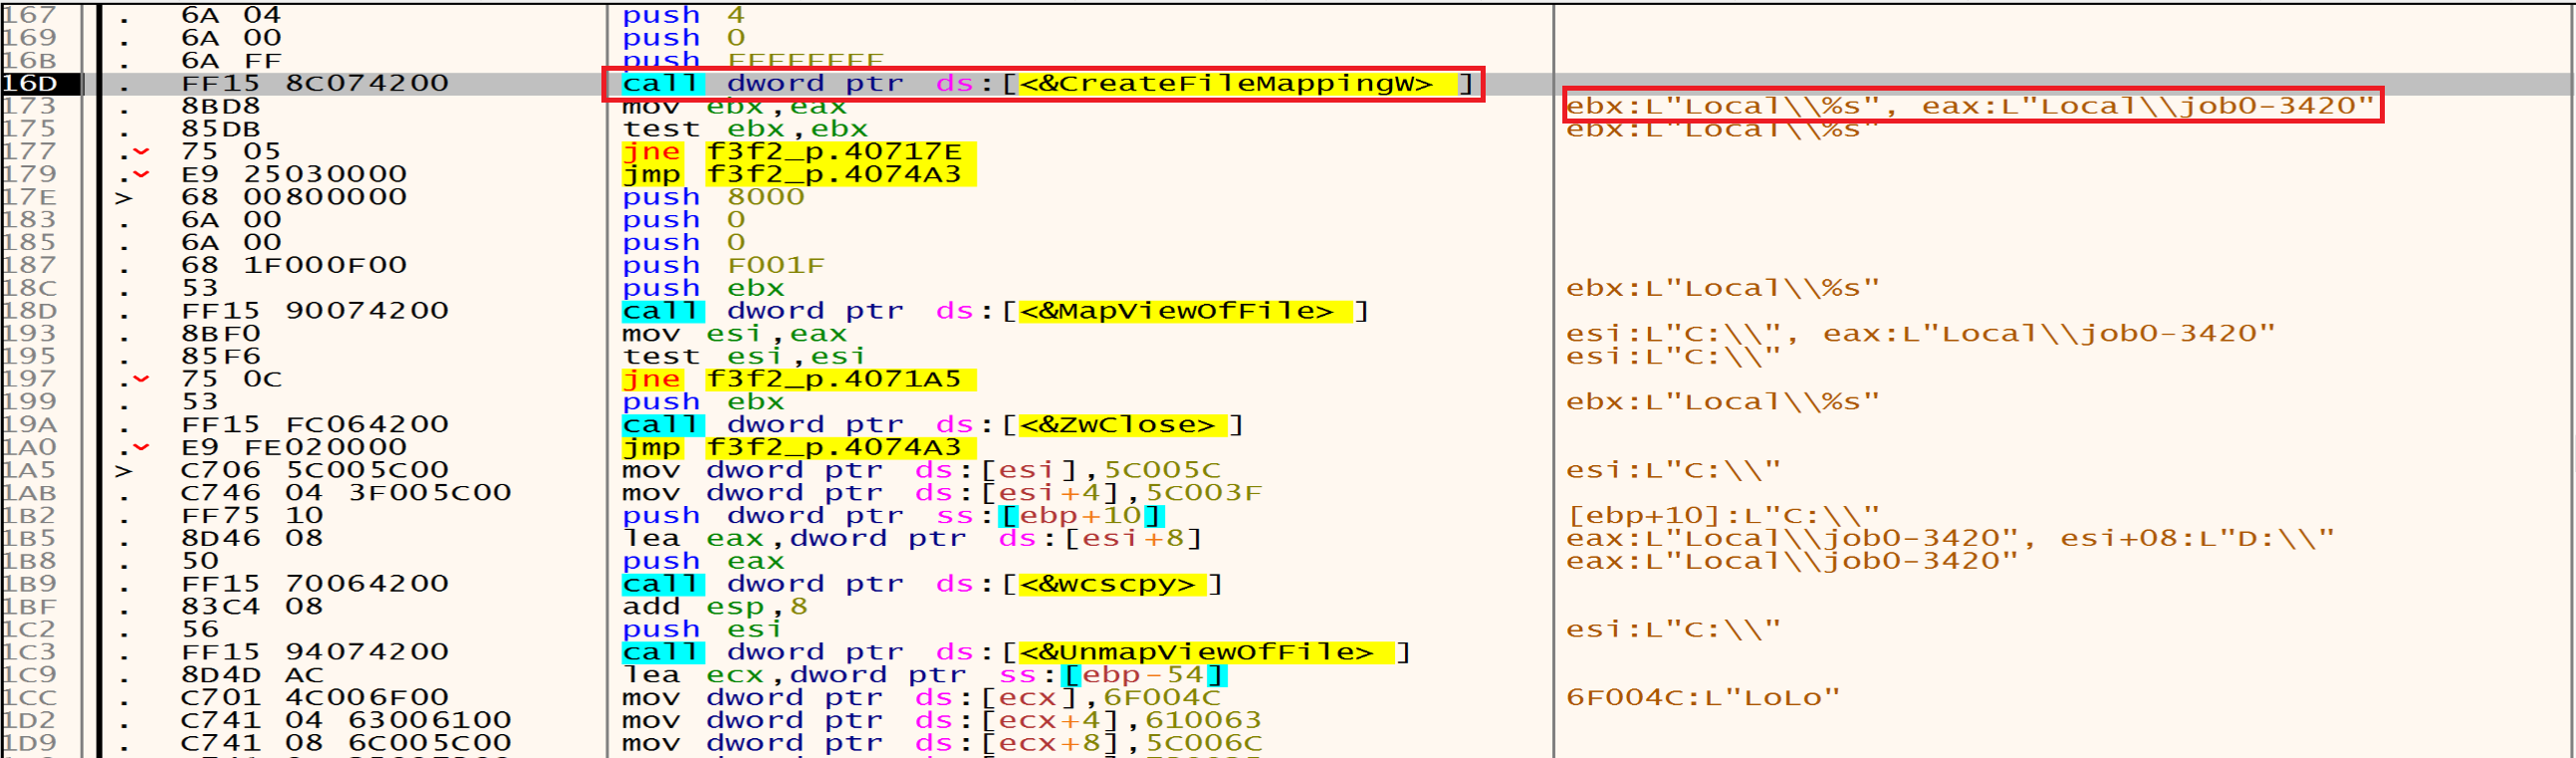 167 . 6A 04 push 4
169 . 6A 00 push 0
16B . 6A FF push FFFFFFFF
16D . FF15 8C074200 call dword ptr ds:[<&CreateFileMappingW>]
173 . 8BD8 mov ebx,eax ebx:L"Local\\%s", eax:L"Local\\job0-3420"
175 . 85DB test ebx,ebx ebx:L"Local\\%s"
177 . 75 05 jne f3f2_p.40717E
179 . E9 25030000 jmp f3f2_p.4074A3
17E > 68 00800000 push 8000
183 . 6A 00 push 0
185 . 6A 00 push 0
187 . 68 1F000F00 push F001F
18C . 53 push ebx ebx:L"Local\\%s"
18D . FF15 90074200 call dword ptr ds:[<&MapViewOfFile>]
193 . 8BF0 mov esi,eax esi:L"C:\\", eax:L"Local\\job0-3420"
195 . 85F6 test esi,esi esi:L"C:\\"
197 . 75 0C jne f3f2_p.4071A5
199 . 53 push ebx ebx:L"Local\\%s"
19A . FF15 FC064200 call dword ptr ds:[<&ZwClose>]
1A0 . E9 FE020000 jmp f3f2_p.4074A3
1A5 > C706 5C005C00 mov dword ptr ds:[esi],5C005C esi:L"C:\\"
1AB . C746 04 3F005C00 mov dword ptr ds:[esi+4],5C003F
1B2 . FF75 10 push dword ptr ss:[ebp+10] [ebp+10]:L"C:\\"
1B5 . 8D46 08 lea eax,dword ptr ds:[esi+8] eax:L"Local\\job0-3420", esi+08:L"D:\\"
1B8 . 50 push eax eax:L"Local\\job0-3420"
1B9 . FF15 70064200 call dword ptr ds:[<&wcscpy>]
1BF . 83C4 08 add esp,8
1C2 . 56 push esi esi:L"C:\\"
1C3 . FF15 94074200 call dword ptr ds:[<&UnmapViewOfFile>]
1C9 . 8D4D AC lea ecx,dword ptr ss:[ebp-54]
1CC . C701 4C006F00 mov dword ptr ds:[ecx],6F004C 6F004C:L"LoLo"
1D2 . C741 04 63006100 mov dword ptr ds:[ecx+4],610063
1D9 . C741 08 6C005C00 mov dword ptr ds:[ecx+8],5C006C